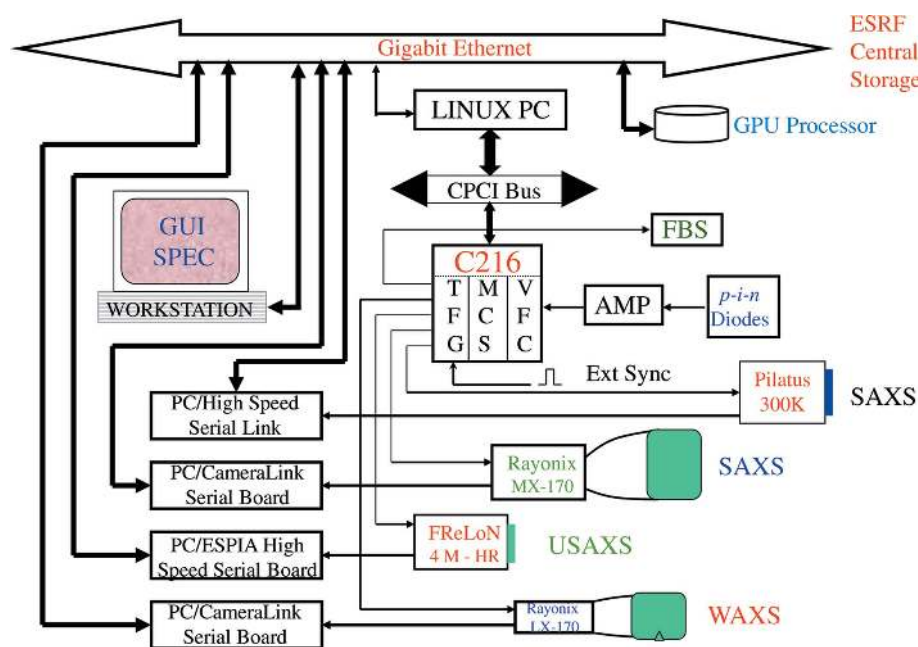 Gigabit Ethernet
ESRF
Central
Storage
LINUX PC
GPU Processor
CPCI Bus
GUI
SPEC
WORKSTATION
FBS
C216
T M V
F C F
G S C
AMP
p-i-n
Diodes
Ext Sync
Pilatus
300K
SAXS
PC/High Speed
Serial Link
Rayonix
MX-170
SAXS
PC/CameraLink
Serial Board
FReLoN
4 M - HR
USAXS
PC/ESPIA High
Speed Serial Board
Rayonix
LX-170
WAXS
PC/CameraLink
Serial Board